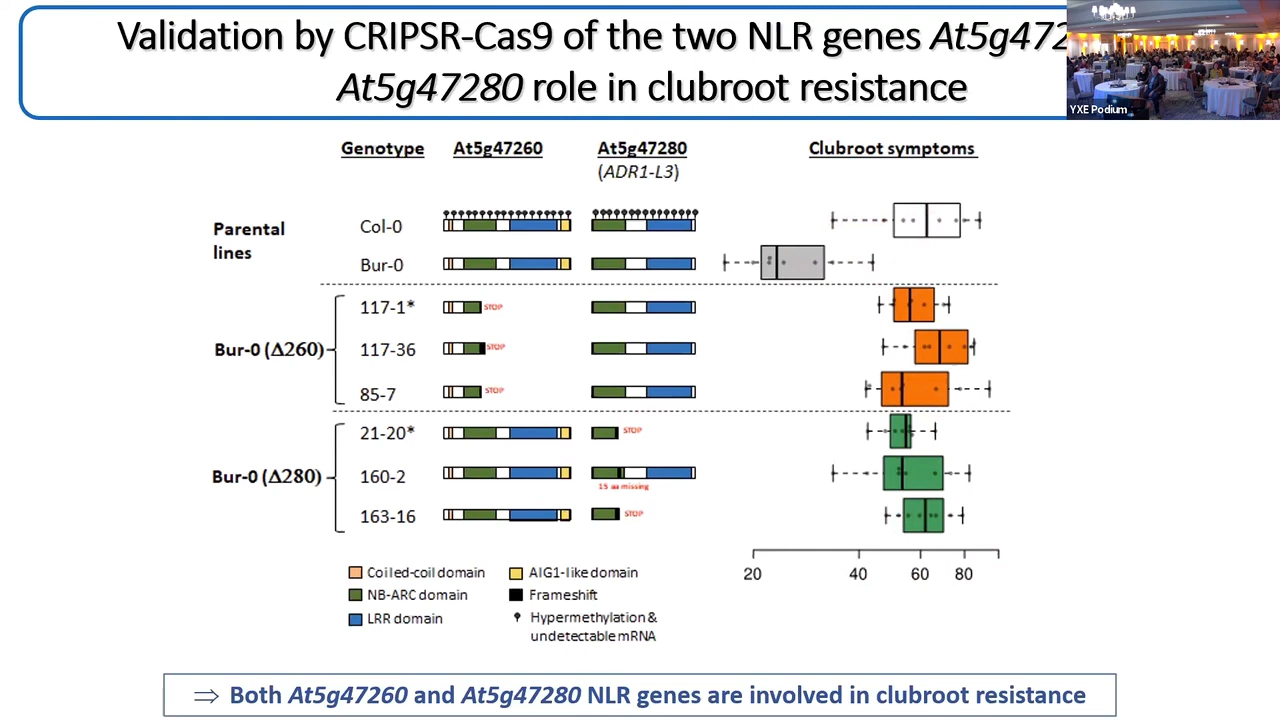 Validation by CRIPSR-Cas9 of the two NLR genes At5g472
At5g47280 role in clubroot resistance
YXE Podium
Genotype At5g47260 At5g47280 Clubroot symptoms
(ADR1-L3)
Parental lines
Col-0
Bur-0
117-1* STOP
Bur-0 (Δ260) 117-36 STOP
85-7 STOP
21-20* STOP
Bur-0 (Δ280) 160-2
15 aa missing
163-16 STOP
20 40 60 80
Coiled-coil domain AIG1-like domain
NB-ARC domain Frameshift
LRR domain Hypermethylation &
undetectable mRNA
⇒ Both At5g47260 and At5g47280 NLR genes are involved in clubroot resistance